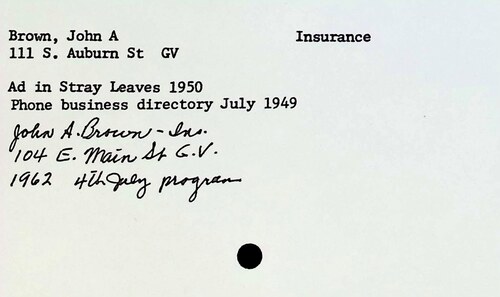 Brown, John A Insurance
111 S. Auburn St GV
Ad in Stray Leaves 1950
Phone business directory July 1949
John A. Brown - Ins.
104 E. Main St G.V.
1962 4th July program